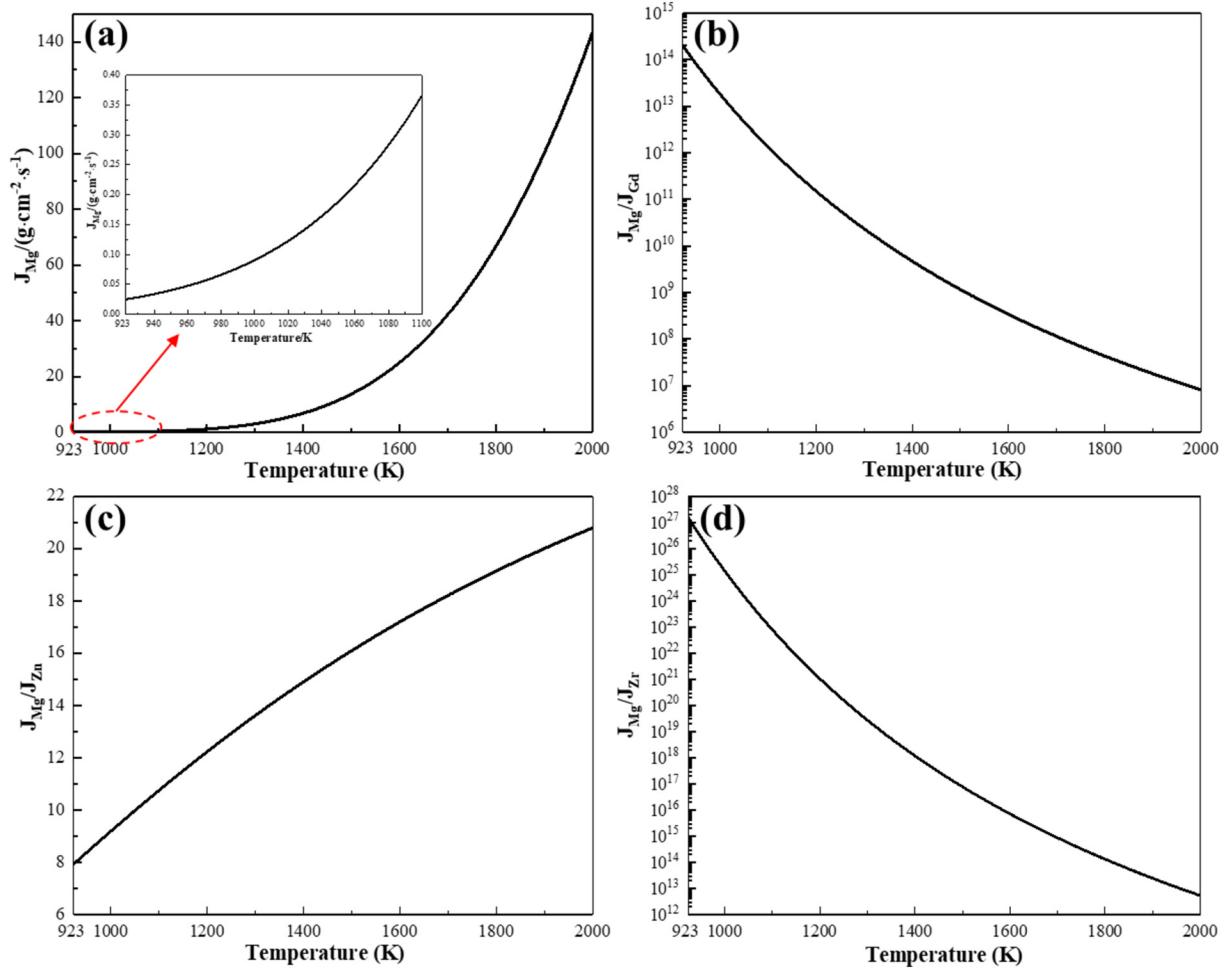 (a)
J_Mg/(g·cm⁻²·s⁻¹)
140
120
100
80
60
40
20
0
923 1000 1200 1400 1600 1800 2000
Temperature (K)
J_Mg/(g·cm⁻²·s⁻¹)
0.40
0.35
0.30
0.25
0.20
0.15
0.10
0.05
0.00
923 940 960 980 1000 1020 1040 1060 1080 1100
Temperature/K
(b)
J_Mg/J_Gd
10¹⁵
10¹⁴
10¹³
10¹²
10¹¹
10¹⁰
10⁹
10⁸
10⁷
10⁶
923 1000 1200 1400 1600 1800 2000
Temperature (K)
(c)
J_Mg/J_Zn
22
20
18
16
14
12
10
8
6
923 1000 1200 1400 1600 1800 2000
Temperature (K)
(d)
J_Mg/J_Zr
10²⁸
10²⁷
10²⁶
10²⁵
10²⁴
10²³
10²²
10²¹
10²⁰
10¹⁹
10¹⁸
10¹⁷
10¹⁶
10¹⁵
10¹⁴
10¹³
10¹²
923 1000 1200 1400 1600 1800 2000
Temperature (K)